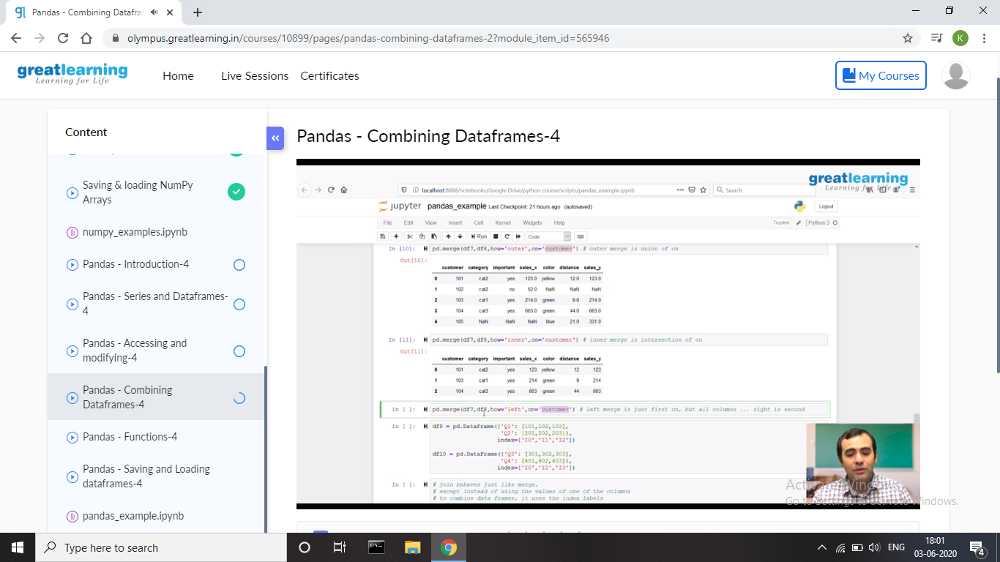 Pandas - Combining Datafra
olympus.greatlearning.in/courses/10899/pages/pandas-combining-dataframes-2?module_item_id=565946
K
greatlearning
Learning for Life
Home
Live Sessions
Certificates
My Courses
Content
Saving & loading NumPy
Arrays
numpy_examples.ipynb
Pandas - Introduction-4
Pandas - Series and Dataframes-
4
Pandas - Accessing and
modifying-4
Pandas - Combining
Dataframes-4
Pandas - Functions-4
Pandas - Saving and Loading
dataframes-4
pandas_example.ipynb
Pandas - Combining Dataframes-4
greatlearning
Learning for Life
localhost:8888/notebooks/Google Drive/python course/scripts/pandas_example.ipynb
Search
jupyter pandas_example Last Checkpoint: 21 hours ago (autosaved)
Logout
File Edit View Insert Cell Kernel Widgets Help
Trusted Python 3
Run Code
In [10]: pd.merge(df7,df8,how='outer',on='customer') # outer merge is union of on
Out[10]:
customer category important sales_x color distance sales_y
0 101 cat2 yes 123.0 yellow 12.0 123.0
1 102 cat2 no 52.0 NaN NaN NaN
2 103 cat1 yes 214.0 green 9.0 214.0
3 104 cat3 yes 663.0 green 44.0 663.0
4 105 NaN NaN NaN blue 21.0 331.0
In [11]: pd.merge(df7,df8,how='inner',on='customer') # inner merge is intersection of on
Out[11]:
customer category important sales_x color distance sales_y
0 101 cat2 yes 123 yellow 12 123
1 103 cat1 yes 214 green 9 214
2 104 cat3 yes 663 green 44 663
In [ ]: pd.merge(df7,df8,how='left',on='customer') # left merge is just first on, but all columns ... right is second
In [ ]: df9 = pd.DataFrame({'Q1': [101,102,103],
'Q2': [201,202,203]},
index=['I0','I1','I2'])
df10 = pd.DataFrame({'Q3': [301,302,303],
'Q4': [401,402,403]},
index=['I0','I2','I3'])
In [ ]: # join behaves just like merge,
# except instead of using the values of one of the columns
# to combine data frames, it uses the index labels
Activate Windows
Go to Settings to activate Windows.
Type here to search
ENG
18:01
03-06-2020
4